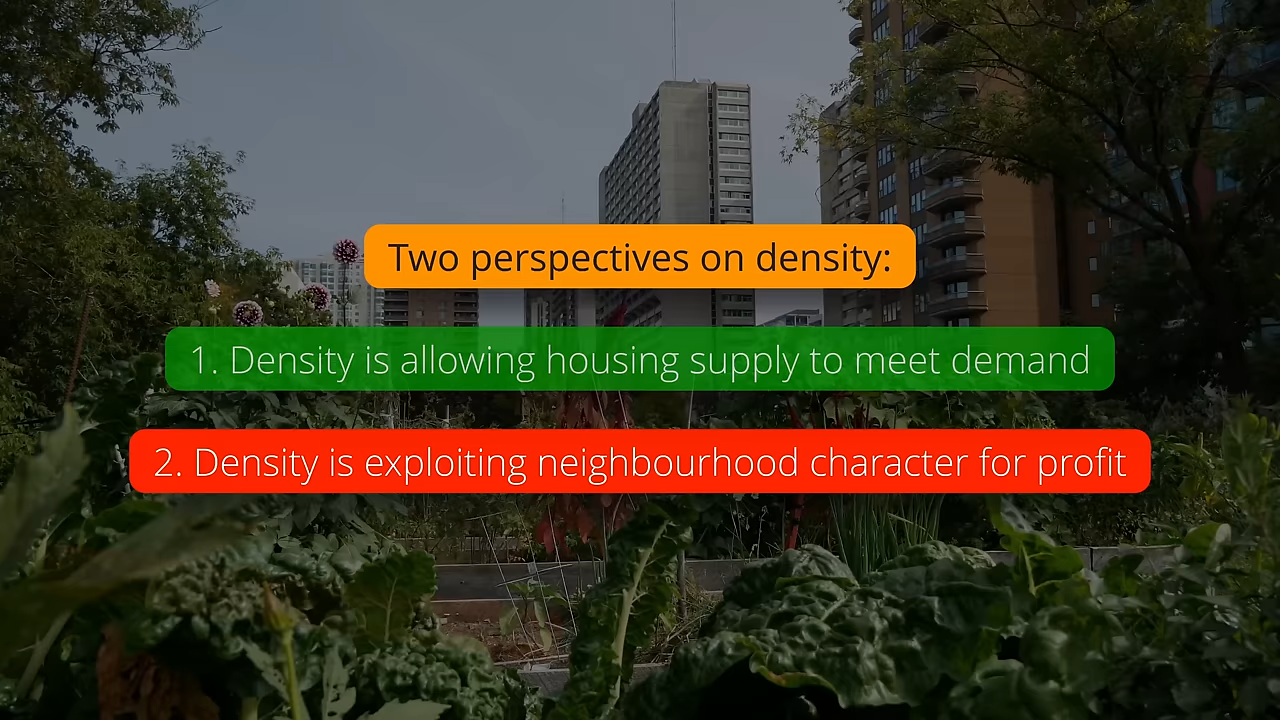 Two perspectives on density:
1. Density is allowing housing supply to meet demand
2. Density is exploiting neighbourhood character for profit